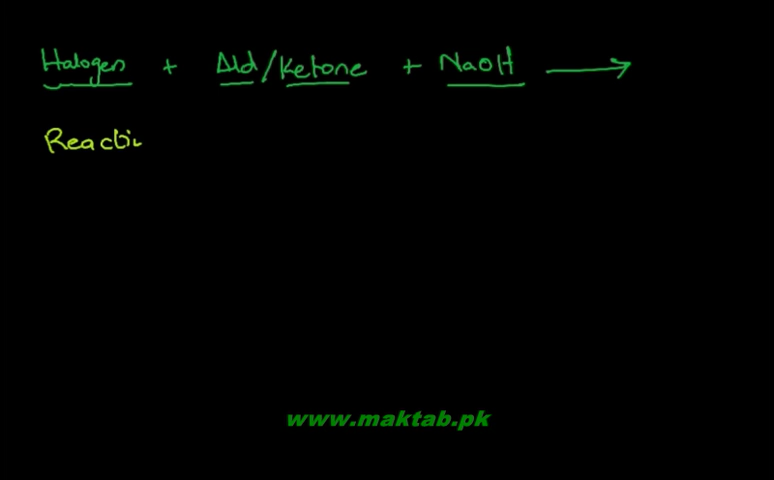 Halogen + Ald/Ketone + NaOH →
Reacti
www.maktab.pk